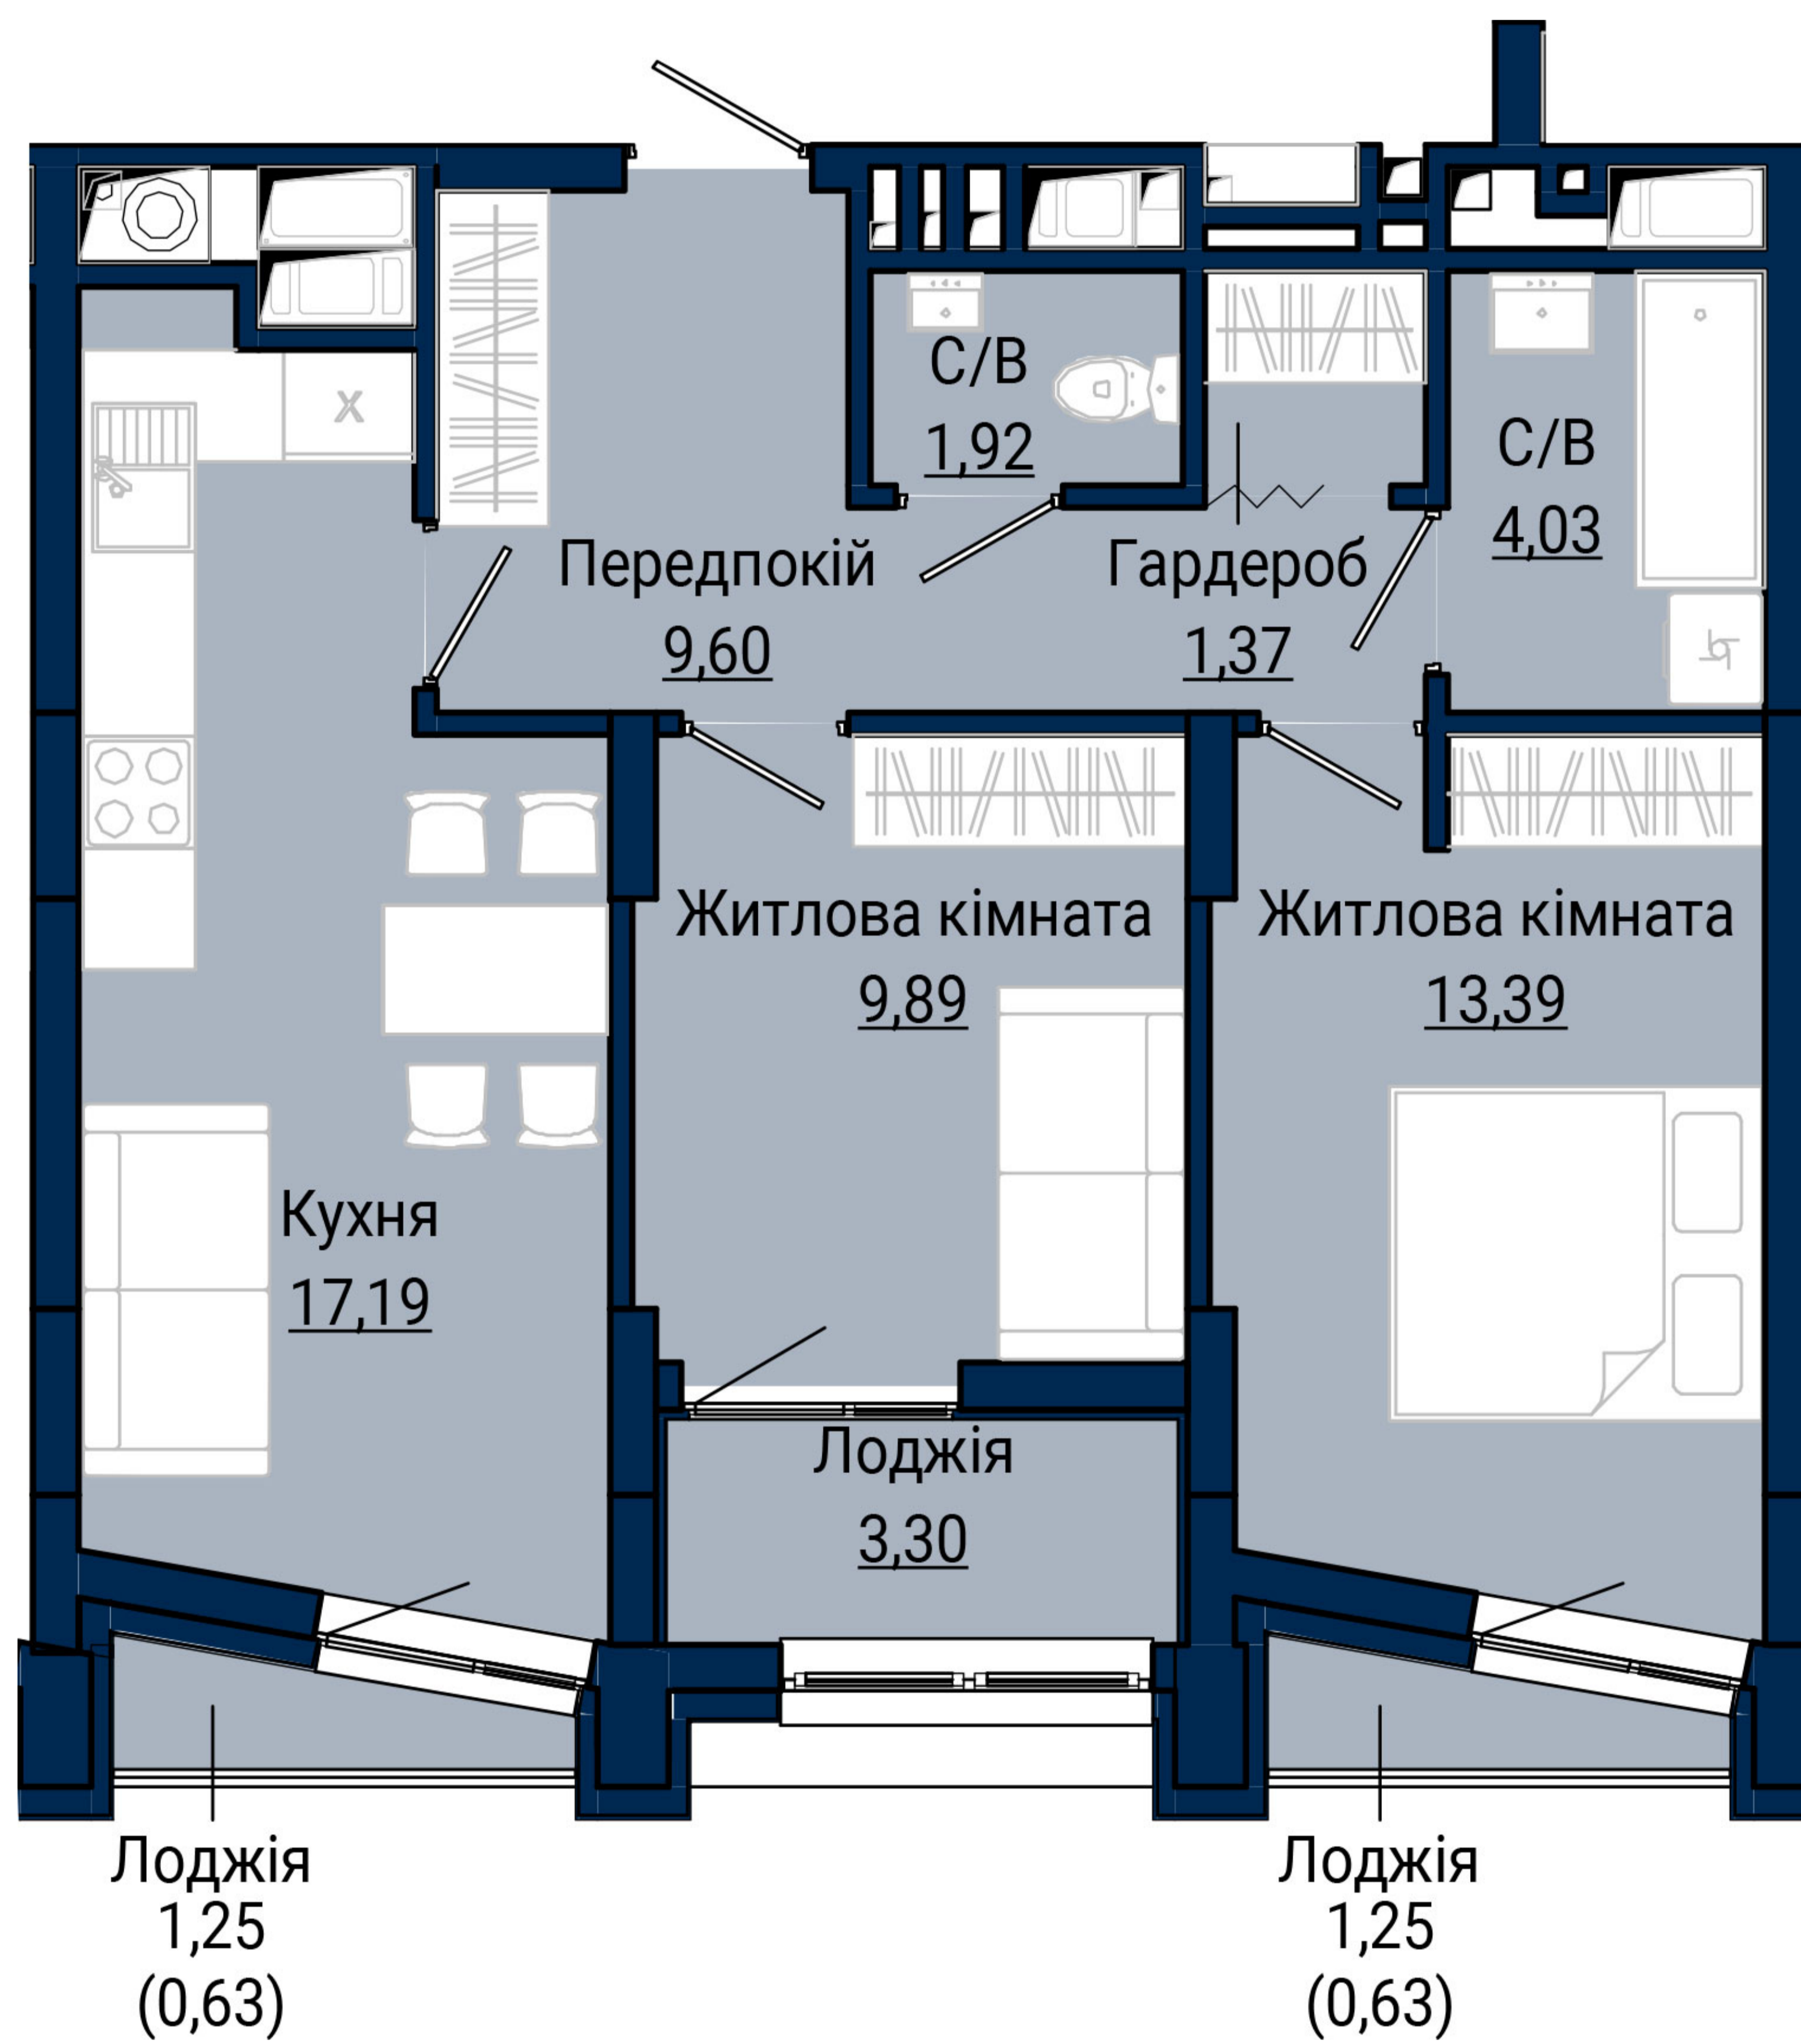 С/В
1,92
С/В
4,03
Передпокій
9,60
Гардероб
1,37
Х
Житлова кімната
9,89
Житлова кімната
13,39
Кухня
17,19
Лоджія
3,30
Лоджія
1,25
(0,63)
Лоджія
1,25
(0,63)